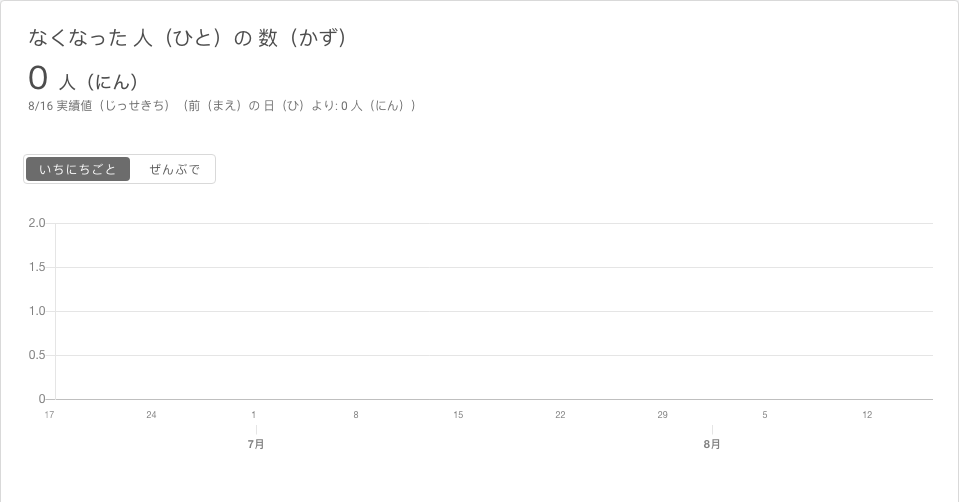 なくなった 人（ひと）の 数（かず）
0 人（にん）
8/16 実績値（じっせきち）（前（まえ）の 日（ひ）より: 0 人（にん））
いちにちごと ぜんぶで
2.0
1.5
1.0
0.5
0
17 24 1 8 15 22 29 5 12
7月 8月